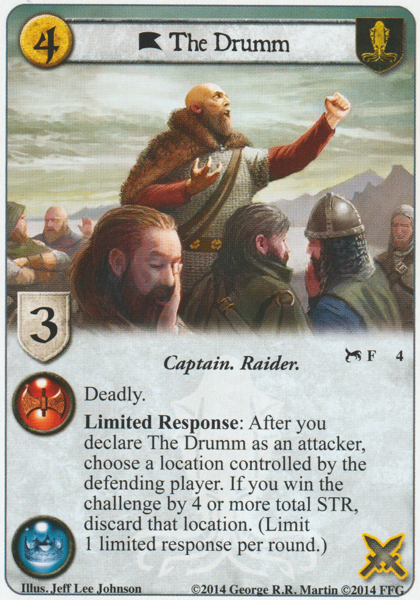 4
The Drumm
3
Captain. Raider.
F 4
Deadly.
Limited Response: After you
declare The Drumm as an attacker,
choose a location controlled by the
defending player. If you win the
challenge by 4 or more total STR,
discard that location. (Limit
1 limited response per round.)
Illus. Jeff Lee Johnson
©2014 George R.R. Martin ©2014 FFG